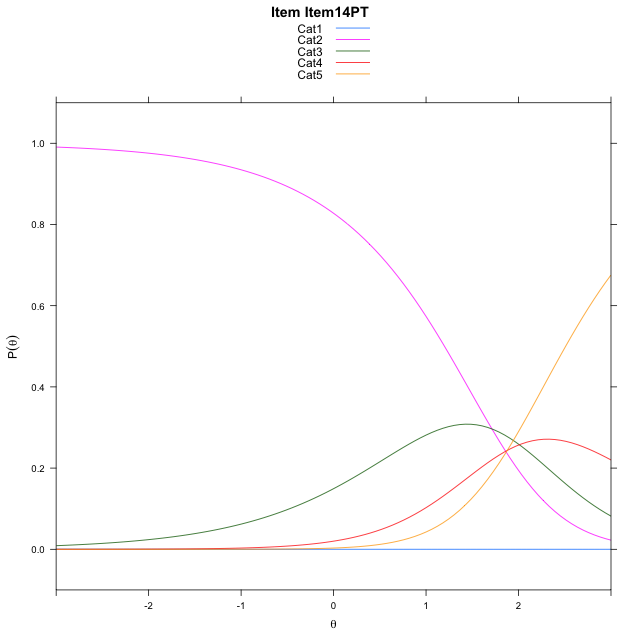 Item Item14PT
Cat1
Cat2
Cat3
Cat4
Cat5
1.0
0.8
0.6
0.4
0.2
0.0
P(θ)
-2 -1 0 1 2
θ